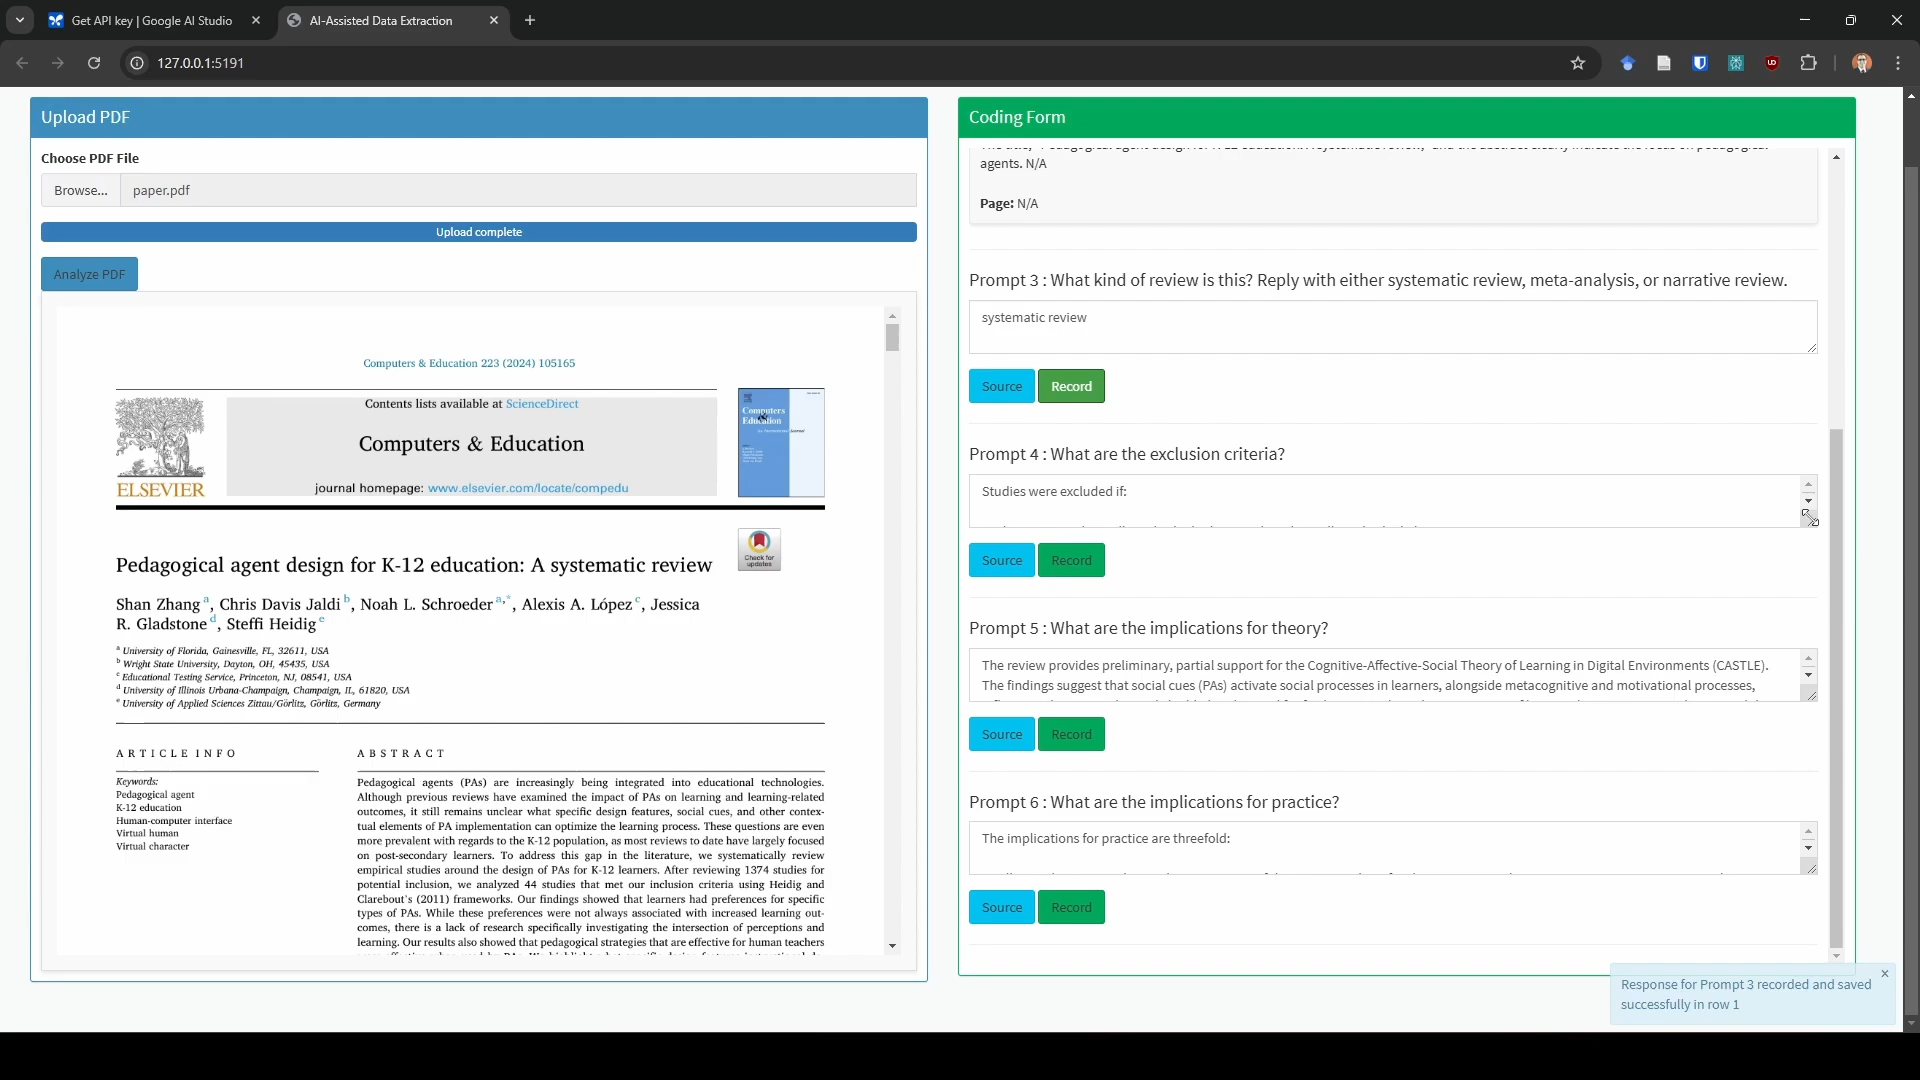 Get API key | Google AI Studio
AI-Assisted Data Extraction
127.0.0.1:5191
Upload PDF
Choose PDF File
Browse...
paper.pdf
Upload complete
Analyze PDF
Computers & Education 223 (2024) 105165
Contents lists available at ScienceDirect
Computers & Education
journal homepage: www.elsevier.com/locate/compedu
ELSEVIER
Computers
Education
Check for
updates
Pedagogical agent design for K-12 education: A systematic review
Shan Zhang a, Chris Davis Jaldi b, Noah L. Schroeder a,*, Alexis A. López c, Jessica
R. Gladstone d, Steffi Heidig e
a University of Florida, Gainesville, FL, 32611, USA
b Wright State University, Dayton, OH, 45435, USA
c Educational Testing Service, Princeton, NJ, 08541, USA
d University of Illinois Urbana-Champaign, Champaign, IL, 61820, USA
e University of Applied Sciences Zittau/Görlitz, Görlitz, Germany
ARTICLE INFO
Keywords:
Pedagogical agent
K-12 education
Human-computer interface
Virtual human
Virtual character
ABSTRACT
Pedagogical agents (PAs) are increasingly being integrated into educational technologies.
Although previous reviews have examined the impact of PAs on learning and learning-related
outcomes, it still remains unclear what specific design features, social cues, and other contex-
tual elements of PA implementation can optimize the learning process. These questions are even
more prevalent with regards to the K-12 population, as most reviews to date have largely focused
on post-secondary learners. To address this gap in the literature, we systematically review
empirical studies around the design of PAs for K-12 learners. After reviewing 1374 studies for
potential inclusion, we analyzed 44 studies that met our inclusion criteria using Heidig and
Clarebout's (2011) frameworks. Our findings showed that learners had preferences for specific
types of PAs. While these preferences were not always associated with increased learning out-
comes, there is a lack of research specifically investigating the intersection of perceptions and
learning. Our results also showed that pedagogical strategies that are effective for human teachers
Coding Form
agents. N/A
Page: N/A
Prompt 3 : What kind of review is this? Reply with either systematic review, meta-analysis, or narrative review.
systematic review
Source
Record
Prompt 4 : What are the exclusion criteria?
Studies were excluded if:
Source
Record
Prompt 5 : What are the implications for theory?
The review provides preliminary, partial support for the Cognitive-Affective-Social Theory of Learning in Digital Environments (CASTLE).
The findings suggest that social cues (PAs) activate social processes in learners, alongside metacognitive and motivational processes,
Source
Record
Prompt 6 : What are the implications for practice?
The implications for practice are threefold:
Source
Record
Response for Prompt 3 recorded and saved
successfully in row 1